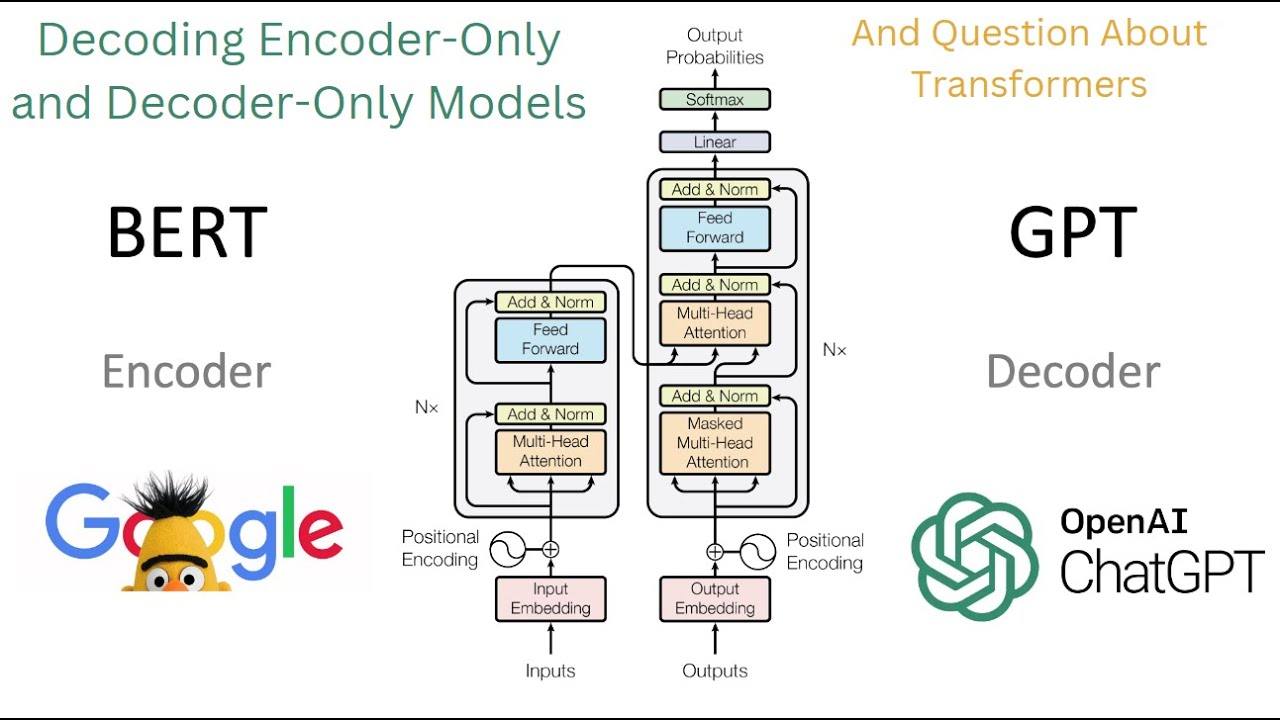 Decoding Encoder-Only
and Decoder-Only Models
And Question About
Transformers
BERT
Encoder
Google
Output
Probabilities
Softmax
Linear
Add & Norm
Feed
Forward
Add & Norm
Multi-Head
Attention
Add & Norm
Masked
Multi-Head
Attention
Nx
Add & Norm
Feed
Forward
Add & Norm
Multi-Head
Attention
Nx
Positional
Encoding
Positional
Encoding
Input
Embedding
Output
Embedding
Inputs
Outputs
GPT
Decoder
OpenAI
ChatGPT